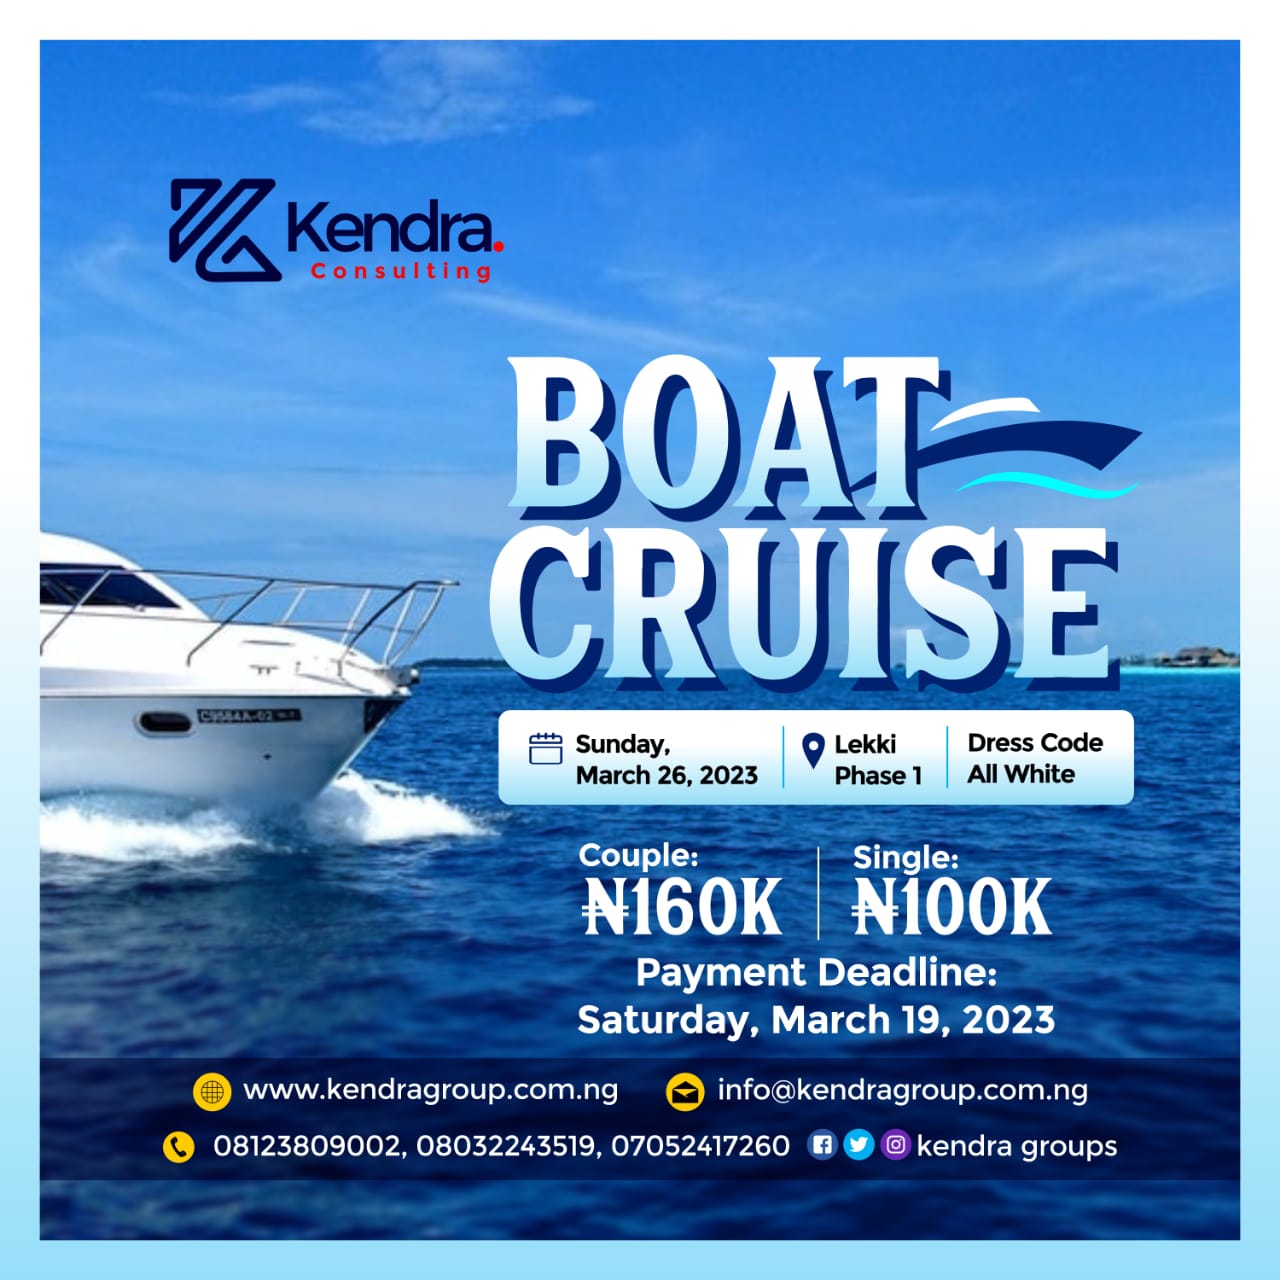 Kendra.
Consulting
BOAT
CRUISE
Sunday,
March 26, 2023
Lekki
Phase 1
Dress Code
All White
Couple:
₦160K
Single:
₦100K
Payment Deadline:
Saturday, March 19, 2023
www.kendragroup.com.ng
info@kendragroup.com.ng
08123809002, 08032243519, 07052417260
kendra groups